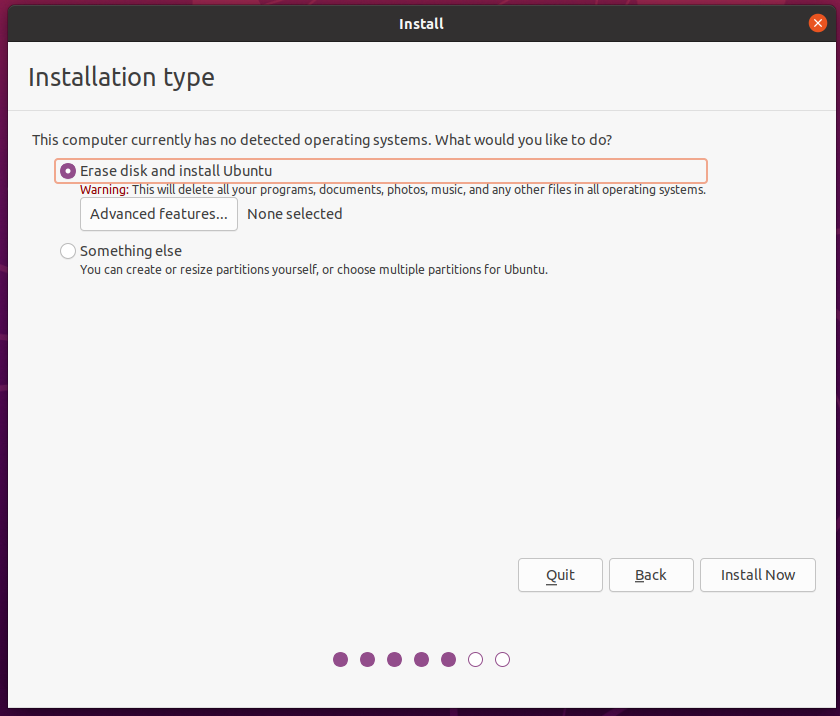 Install
Installation type
This computer currently has no detected operating systems. What would you like to do?
Erase disk and install Ubuntu
Warning: This will delete all your programs, documents, photos, music, and any other files in all operating systems.
Advanced features... None selected
Something else
You can create or resize partitions yourself, or choose multiple partitions for Ubuntu.
Quit Back Install Now